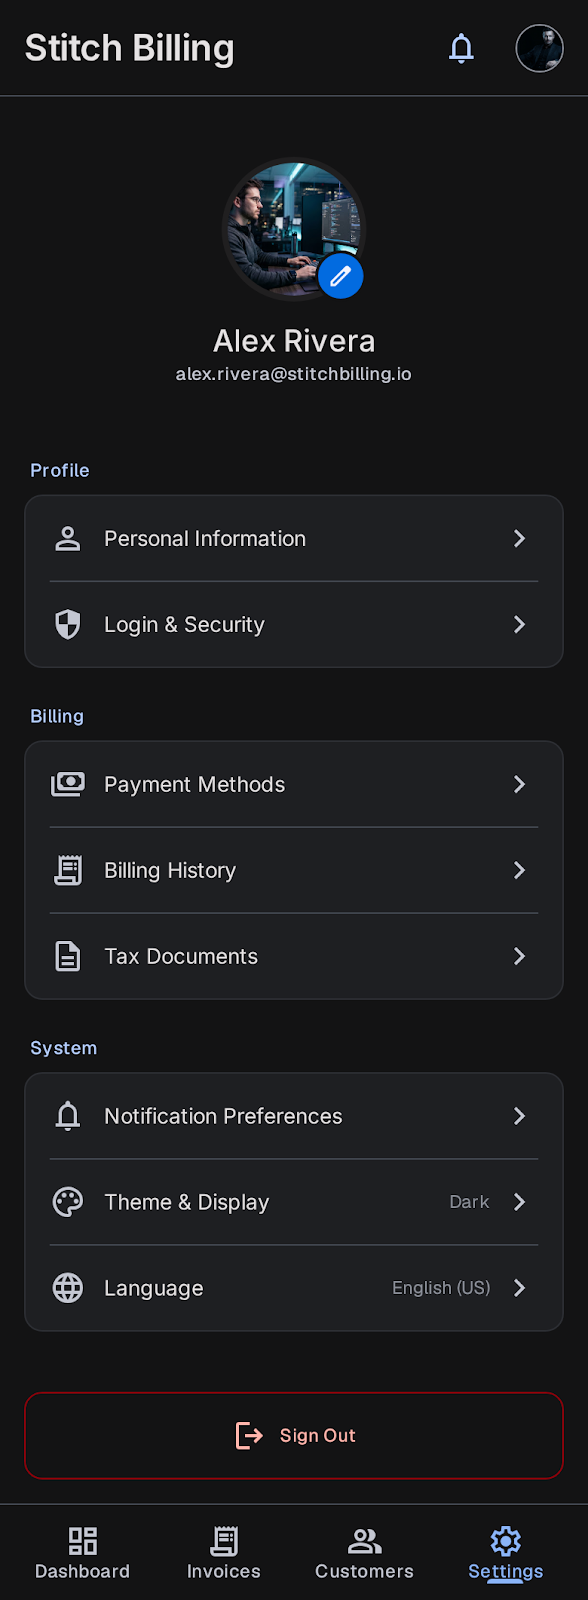 Stitch Billing
Alex Rivera
alex.rivera@stitchbilling.io
Profile
Personal Information
Login & Security
Billing
Payment Methods
Billing History
Tax Documents
System
Notification Preferences
Theme & Display Dark
Language English (US)
Sign Out
Dashboard Invoices Customers Settings